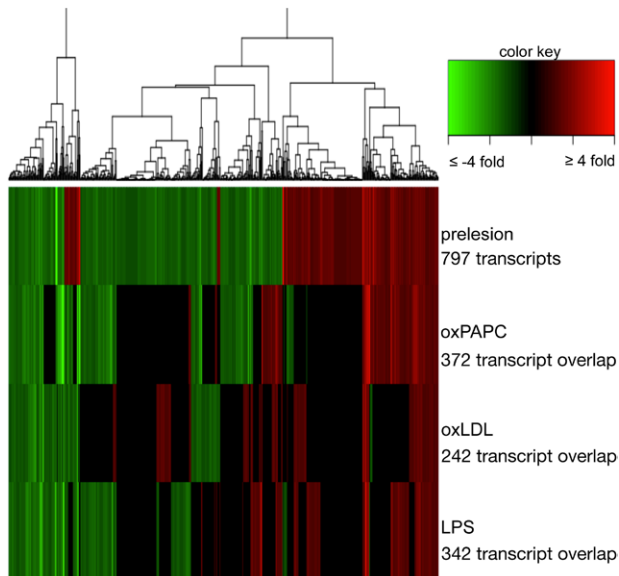 color key
≤ -4 fold
≥ 4 fold
prelesion
797 transcripts
oxPAPC
372 transcript overlap
oxLDL
242 transcript overlap
LPS
342 transcript overlap